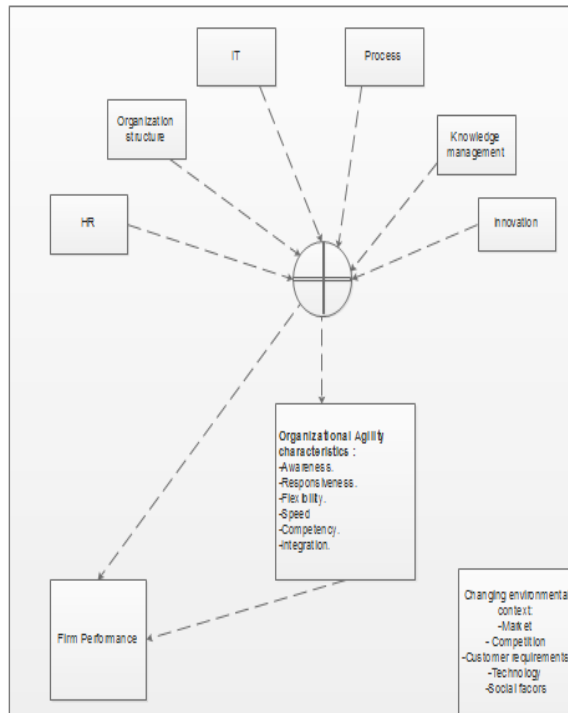 IT
Process
Organization
structure
Knowledge
management
HR
Innovation
Organizational Agility
characteristics :
-Awareness.
-Responsiveness.
-Flexibility.
-Speed
-Competency.
-Integration.
Firm Performance
Changing environmental
context:
-Market
- Competition
-Customer requirements
-Technology
-Social facors